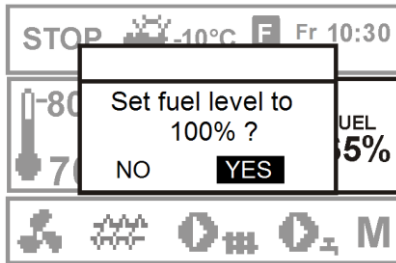 STOP -10°C F Fr 10:30
Set fuel level to
100% ?
NO YES
UEL
5%
M